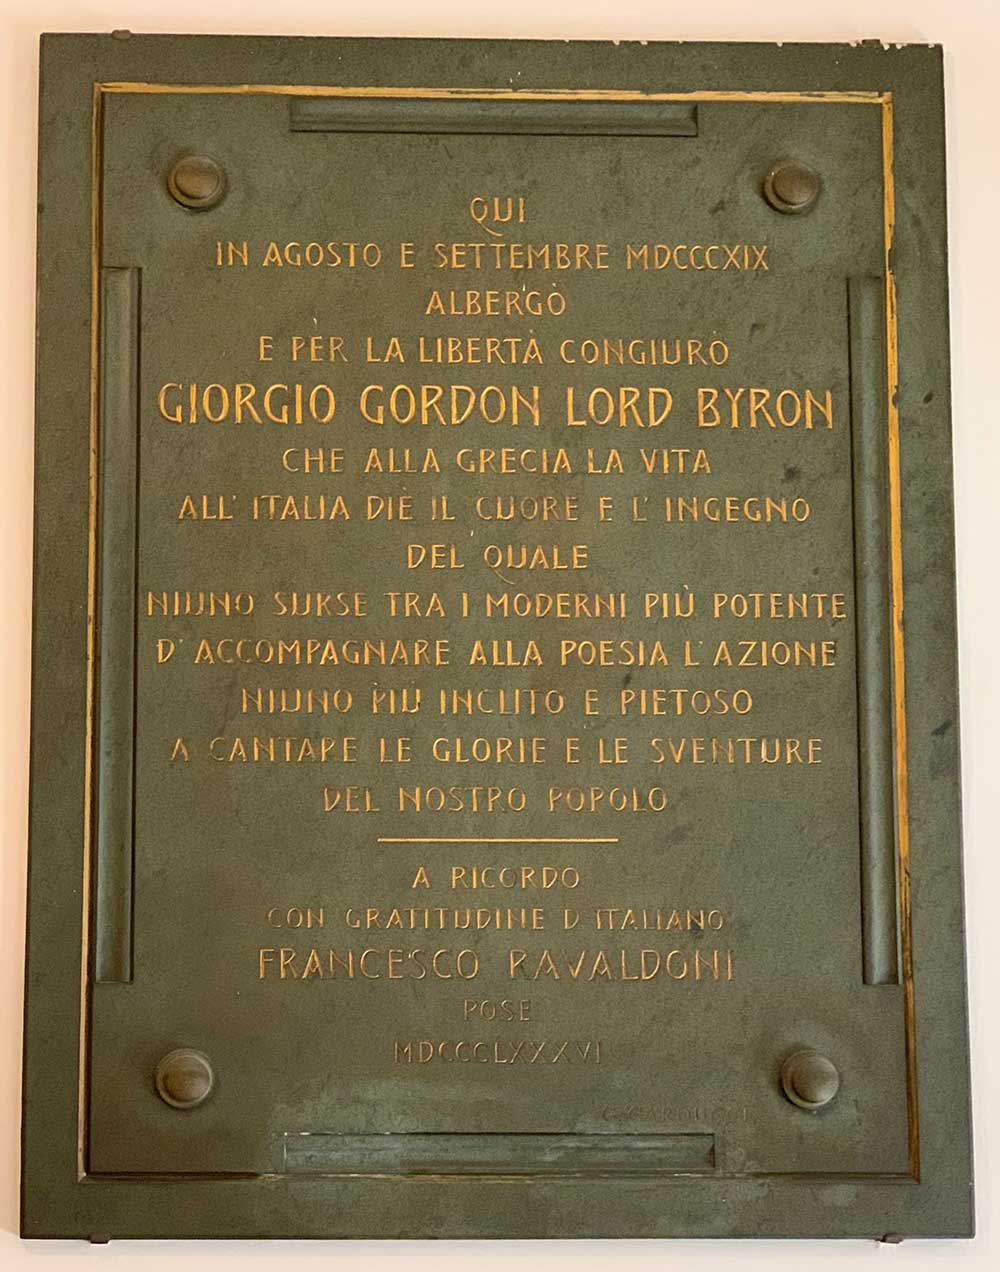 QUI
IN AGOSTO E SETTEMBRE MDCCCXIX
ALBERGÒ
E PER LA LIBERTÀ CONGIURÒ
GIORGIO GORDON LORD BYRON
CHE ALLA GRECIA LA VITA
ALL' ITALIA DIÈ IL CUORE E L' INGEGNO
DEL QUALE
NIUNO SUKSE TRA I MODERNI PIÙ POTENTE
D' ACCOMPAGNARE ALLA POESIA L' AZIONE
NIUNO PIÙ INCLITO E PIETOSO
A CANTAPE LE GLORIE E LE SVENTURE
DEL NOSTRO POPOLO
A RICORDO
CON GRATITUDINE D ITALIANO
FRANCESCO RAVALDONI
POSE
MDCCCLXXXVI
G. CARDUCCI